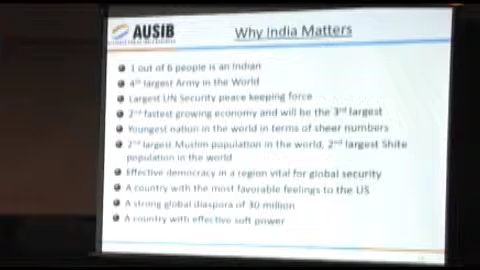 AUSIB
Why India Matters
1 out of 6 people is an Indian
4th largest Army in the World
Largest UN Security peace keeping force
2nd fastest growing economy and will be the 3rd largest
Youngest nation in the world in terms of sheer numbers
2nd largest Muslim population in the world, 2nd largest Shite
population in the world
Effective democracy in a region vital for global security
A country with the most favorable feelings to the US
A strong global diaspora of 30 million
A country with effective soft power